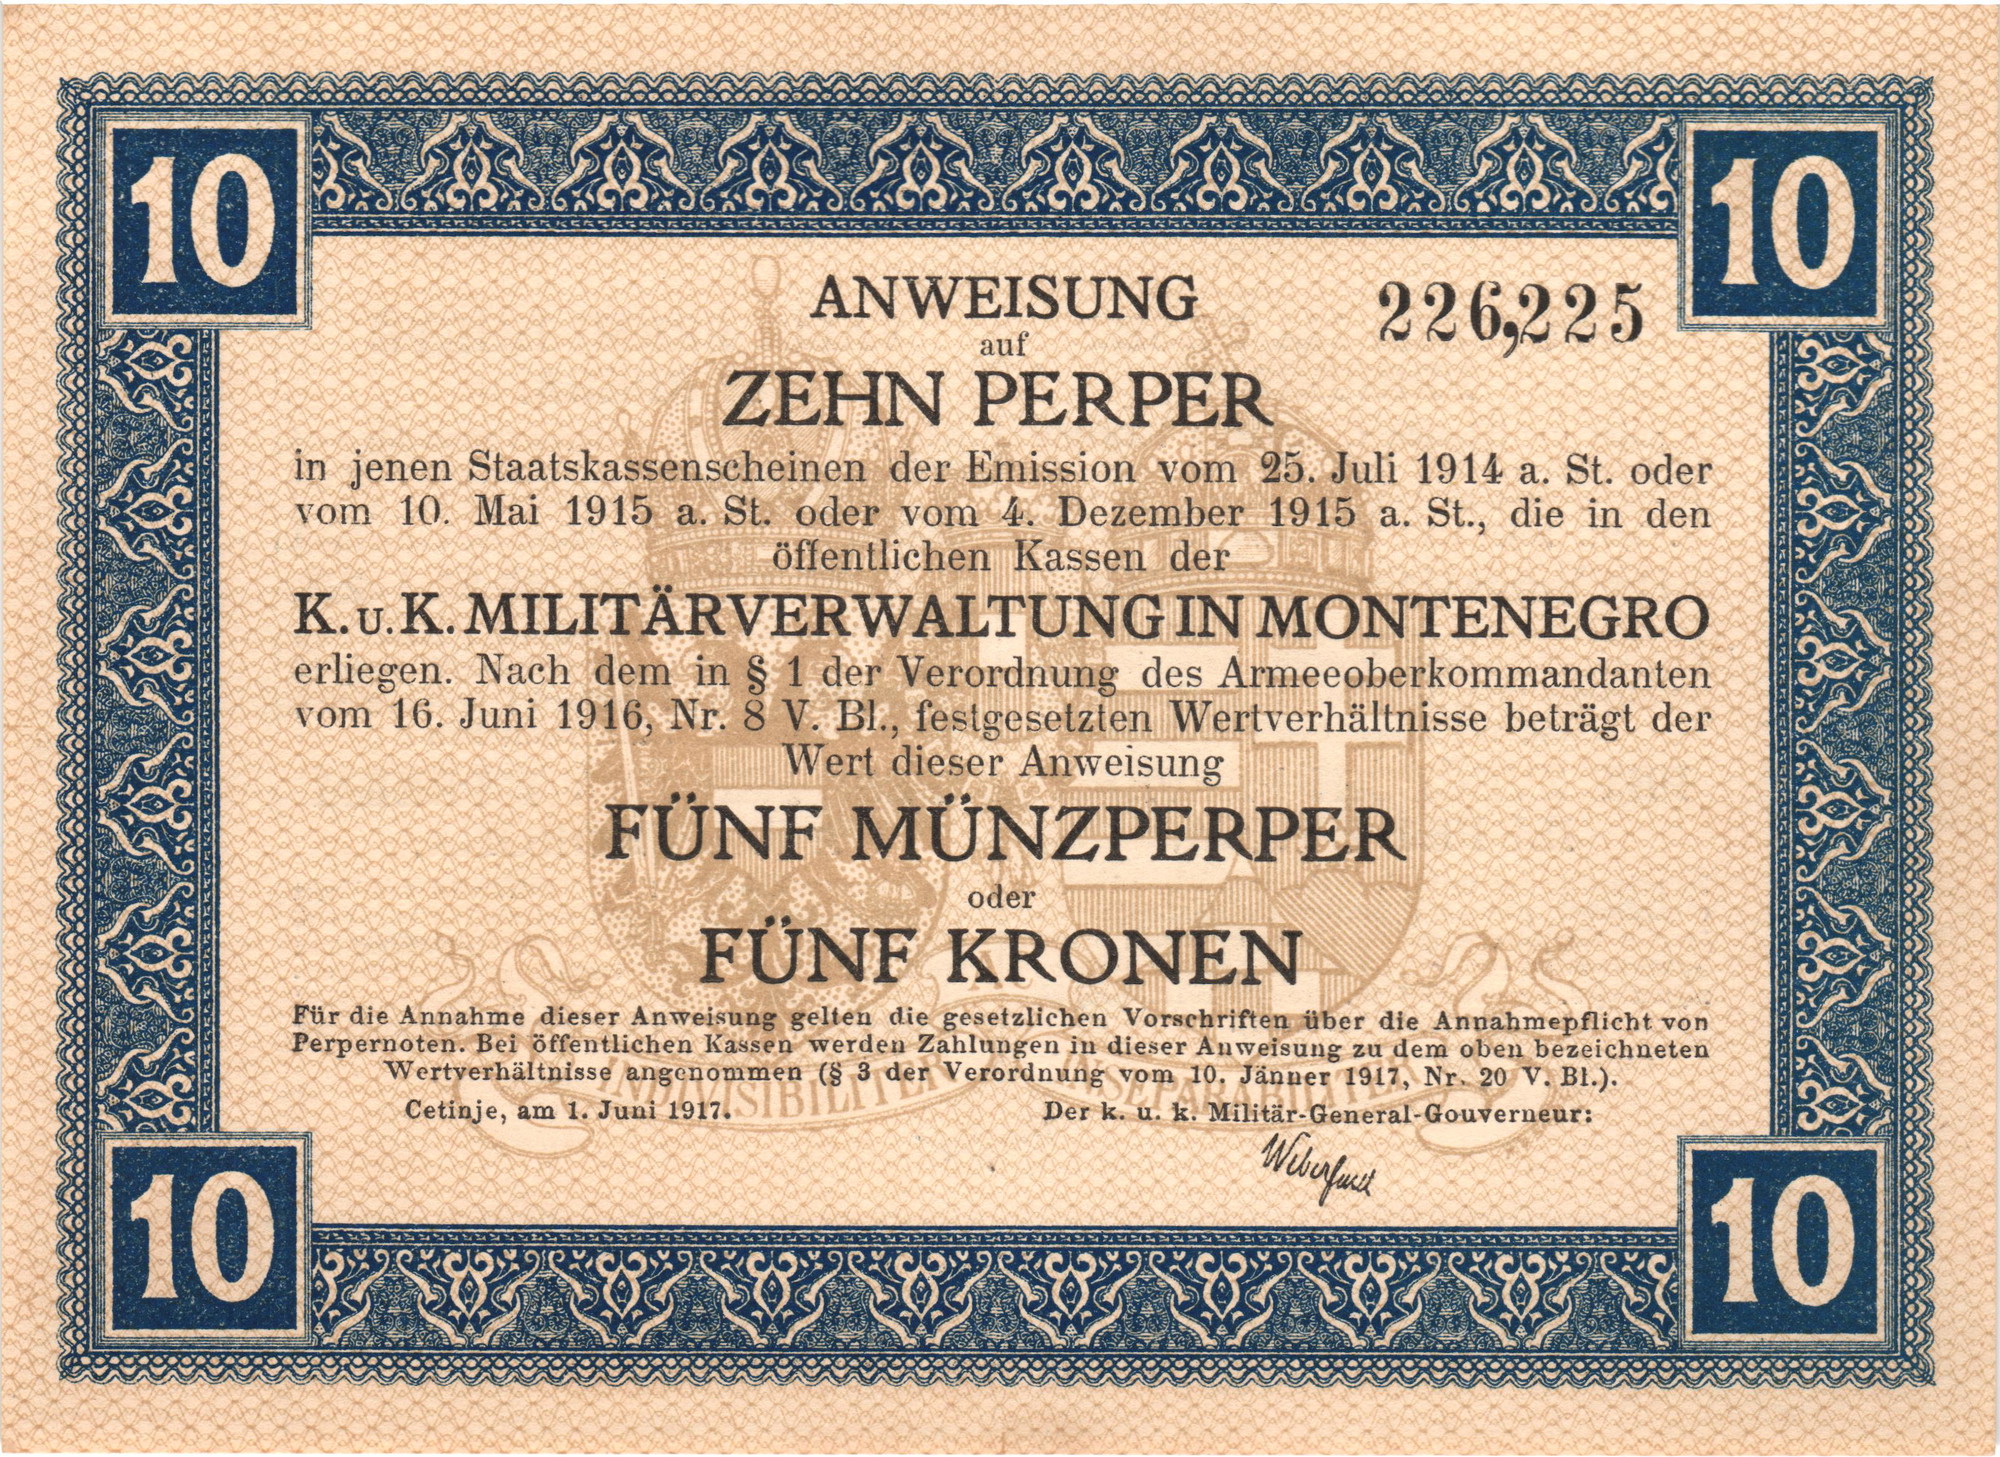 10
10
ANWEISUNG
226,225
auf
ZEHN PERPER
in jenen Staatskassenscheinen der Emission vom 25. Juli 1914 a. St. oder
vom 10. Mai 1915 a. St. oder vom 4. Dezember 1915 a. St., die in den
öffentlichen Kassen der
K. u. K. MILITÄRVERWALTUNG IN MONTENEGRO
erliegen. Nach dem in § 1 der Verordnung des Armeeoberkommandanten
vom 16. Juni 1916, Nr. 8 V. Bl., festgesetzten Wertverhältnisse beträgt der
Wert dieser Anweisung
FÜNF MÜNZPERPER
oder
FÜNF KRONEN
Für die Annahme dieser Anweisung gelten die gesetzlichen Vorschriften über die Annahmepflicht von
Perpernoten. Bei öffentlichen Kassen werden Zahlungen in dieser Anweisung zu dem oben bezeichneten
Wertverhältnisse angenommen (§ 3 der Verordnung vom 10. Jänner 1917, Nr. 20 V. Bl.).
Cetinje, am 1. Juni 1917.
Der k. u. k. Militär-General-Gouverneur:
10
10